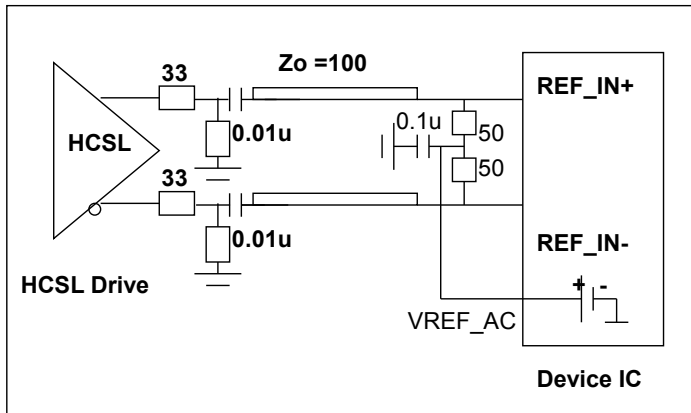 33
Zo =100
REF_IN+
0.1u
50
HCSL
0.01u
50
33
0.01u
REF_IN-
HCSL Drive
+ -
VREF_AC
Device IC